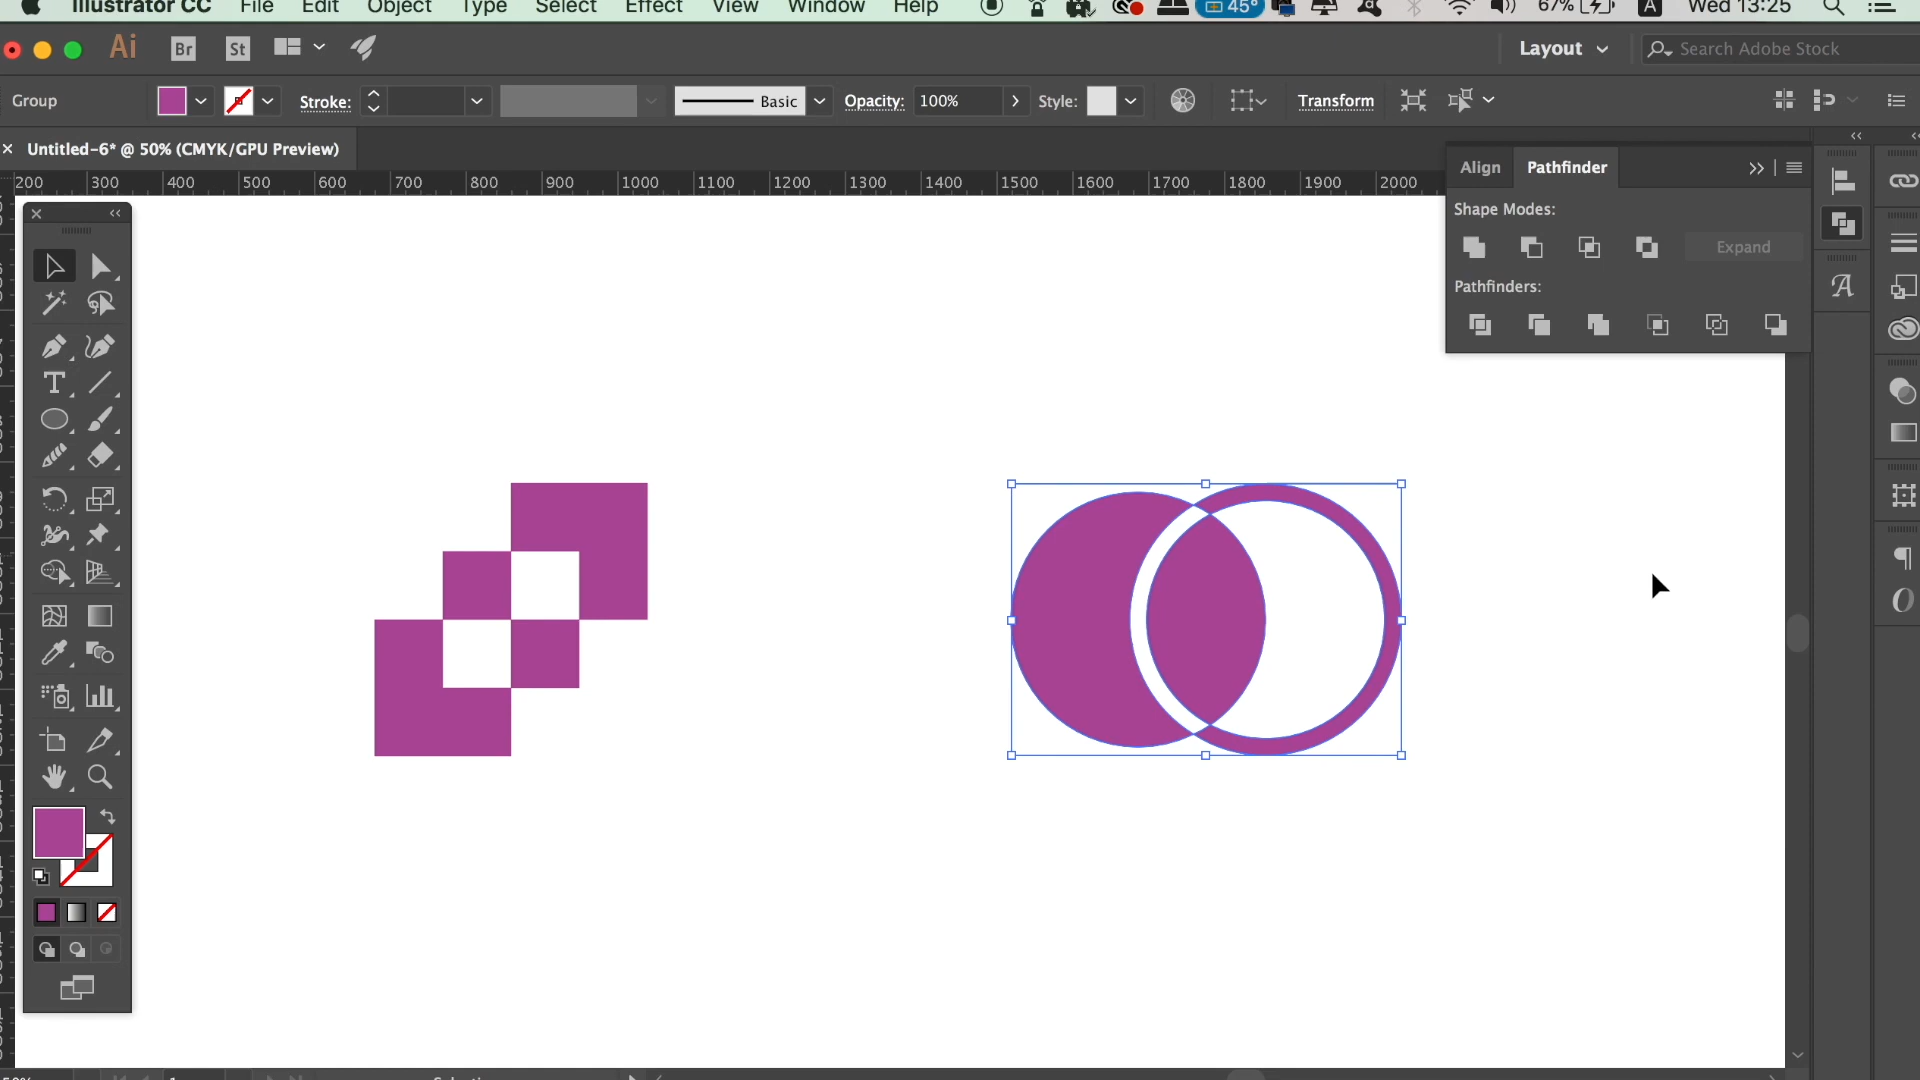 Illustrator CC File Edit Object Type Select Effect View Window Help 45° 67% A Wed 13:25
Ai Br St Layout Search Adobe Stock
Group Stroke: Basic Opacity: 100% Style: Transform
Untitled-6* @ 50% (CMYK/GPU Preview)
200 300 400 500 600 700 800 900 1000 1100 1200 1300 1400 1500 1600 1700 1800 1900 2000
Align Pathfinder
Shape Modes:
Expand
Pathfinders: